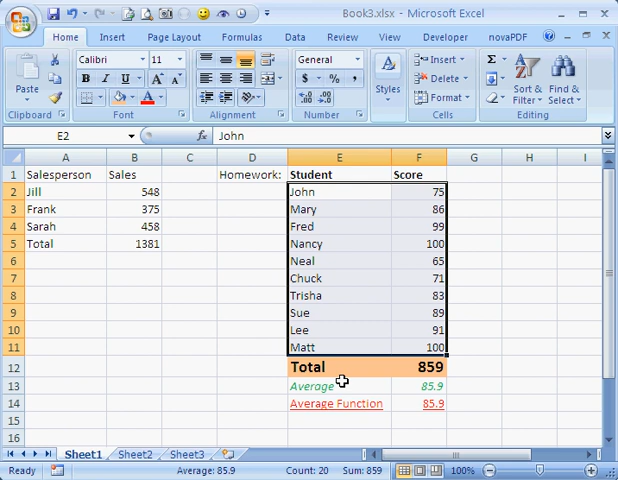 Book3.xlsx - Microsoft Excel
Home Insert Page Layout Formulas Data Review View Developer novaPDF
Paste
Clipboard
Calibri 11
B I U A A
A
Font
Alignment
General
$ % ,
Number
Styles
Insert
Delete
Format
Cells
Σ
Sort & Filter
Find & Select
Editing
E2 fx John
A B C D E F G H I
1 Salesperson Sales Homework: Student Score
2 Jill 548 John 75
3 Frank 375 Mary 86
4 Sarah 458 Fred 99
5 Total 1381 Nancy 100
6 Neal 65
7 Chuck 71
8 Trisha 83
9 Sue 89
10 Lee 91
11 Matt 100
12 Total 859
13 Average 85.9
14 Average Function 85.9
15
16
Sheet1 Sheet2 Sheet3
Ready Average: 85.9 Count: 20 Sum: 859 100%